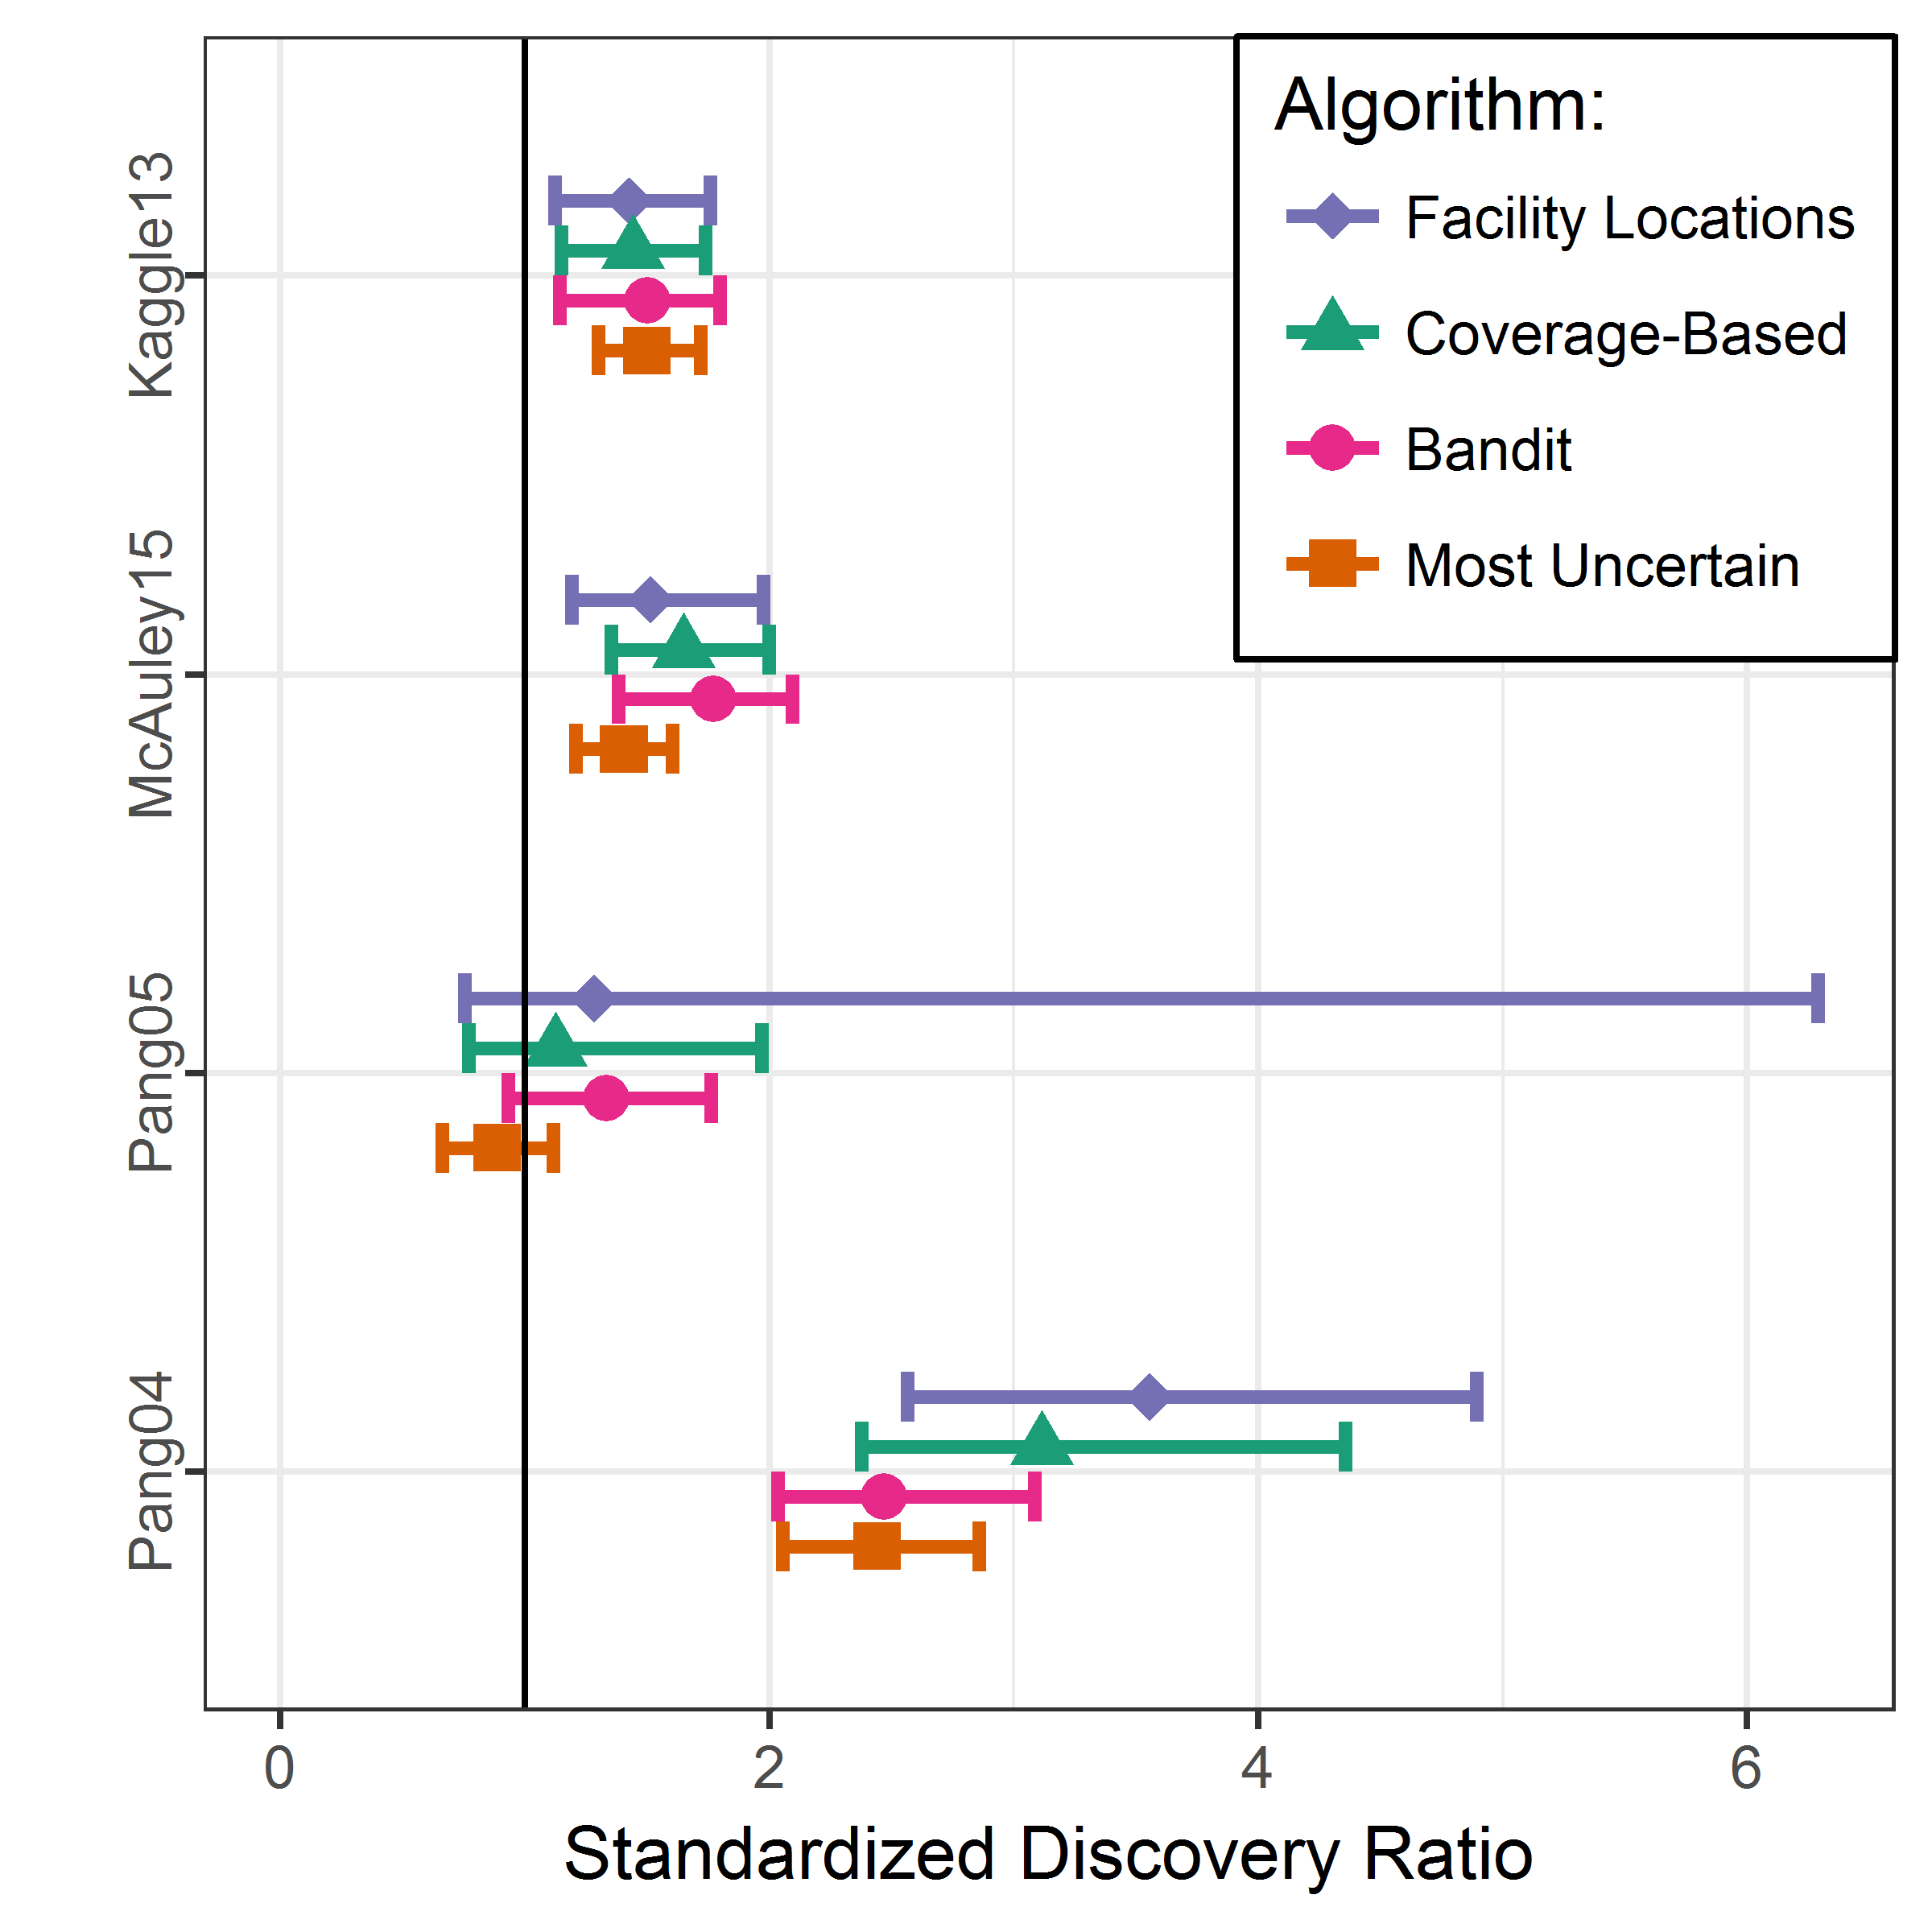 Algorithm:
Facility Locations
Coverage-Based
Bandit
Most Uncertain
Kaggle13
McAuley15
Pang05
Pang04
0 2 4 6
Standardized Discovery Ratio